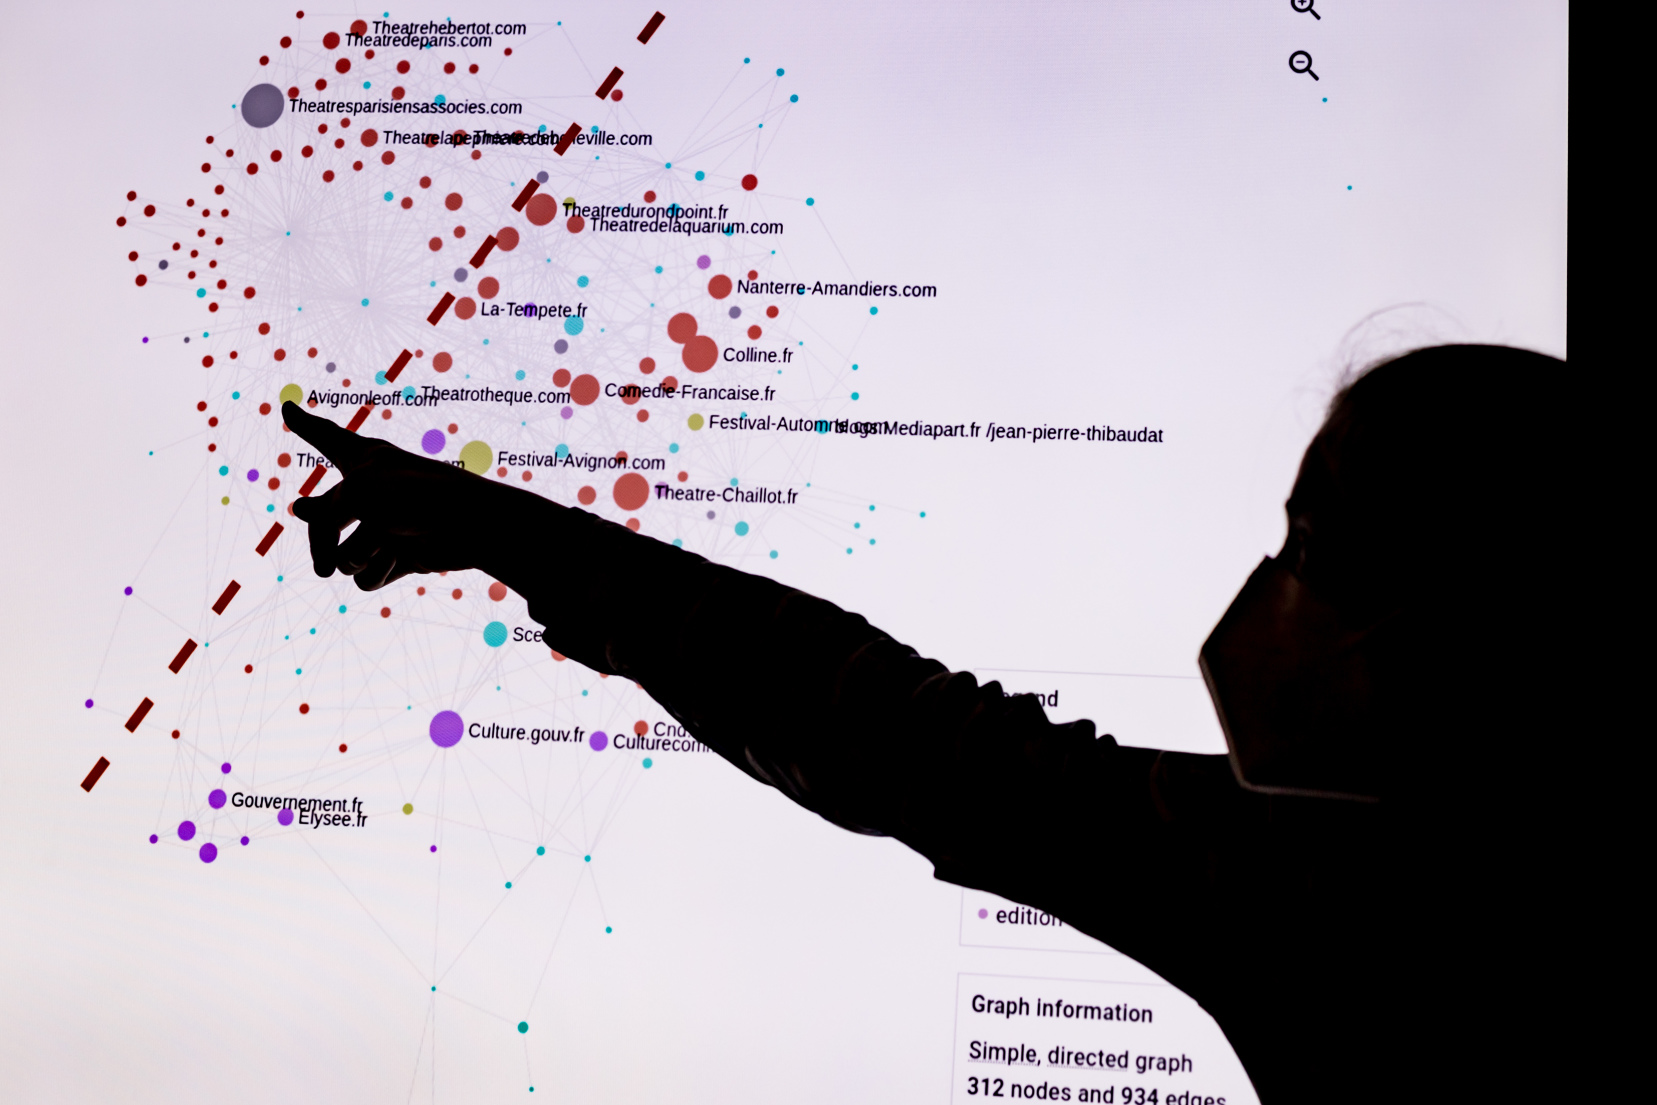 Theatrehebertot.com
Theatredeparis.com
Theatresparisiensassocies.com
Theatredurondpoint.fr
Theatredelaquarium.com
Nanterre-Amandiers.com
La-Tempete.fr
Colline.fr
Avignonleoff.com
Theatrotheque.com
Comedie-Francaise.fr
Festival-Automne.com
Mediapart.fr /jean-pierre-thibaudat
Festival-Avignon.com
Theatre-Chaillot.fr
Culture.gouv.fr
Gouvernement.fr
Elysee.fr
edition
Graph information
Simple, directed graph
312 nodes and 934 edges